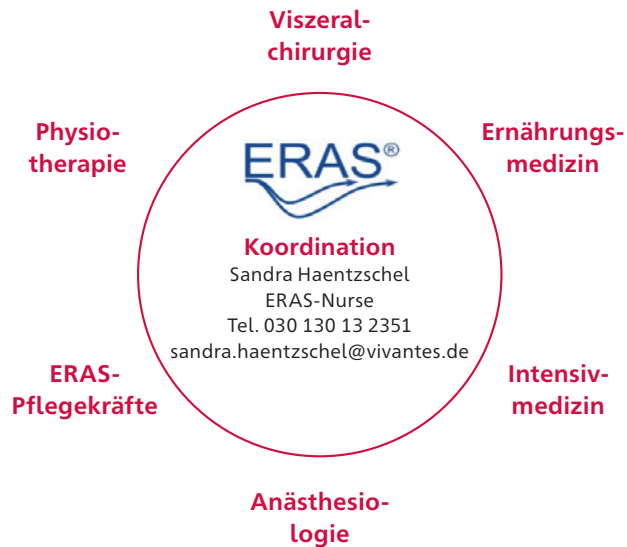 Viszeral-
chirurgie
Physio-
therapie
Ernährungs-
medizin
ERAS®
Koordination
Sandra Haentzschel
ERAS-Nurse
Tel. 030 130 13 2351
sandra.haentzschel@vivantes.de
ERAS-
Pflegekräfte
Intensiv-
medizin
Anästhesio-
logie